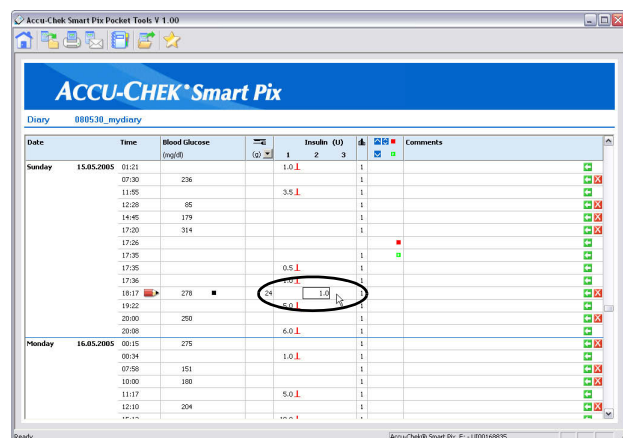 Accu-Chek Smart Pix Pocket Tools V 1.00
ACCU-CHEK® Smart Pix
Diary 080530_mydiary
Date Time Blood Glucose Insulin (U) Comments
(mg/dl) (g) 1 2 3
Sunday 15.05.2005 01:21 1.0 1
07:30 236 1
11:55 3.5 1
12:28 85 1
14:45 179 1
17:20 314 1
17:26
17:35 1
17:35 0.5 1
17:36 1.0 1
18:17 278 24 1.0 1
19:22 5.0 1
20:00 250 1
20:08 6.0 1
Monday 16.05.2005 00:15 275 1
00:34 1.0 1
07:58 151 1
10:00 180 1
11:17 5.0 1
12:10 204 1
Ready